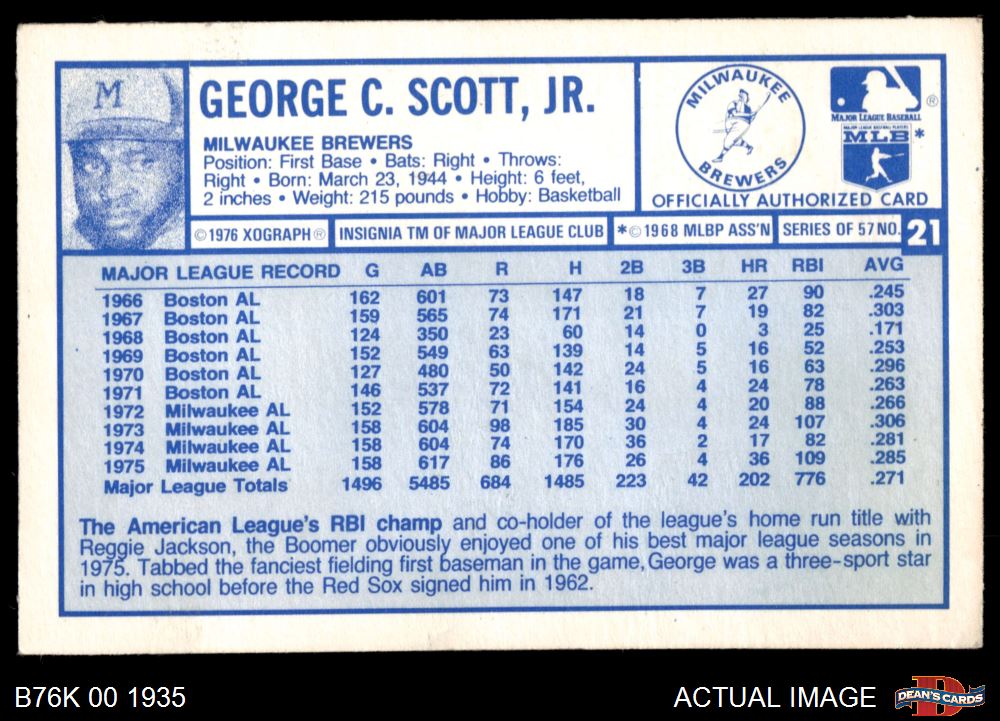 M
GEORGE C. SCOTT, JR.
MILWAUKEE BREWERS
Position: First Base • Bats: Right • Throws:
Right • Born: March 23, 1944 • Height: 6 feet,
2 inches • Weight: 215 pounds • Hobby: Basketball
MILWAUKEE
BREWERS
®
MAJOR LEAGUE BASEBALL
MAJOR LEAGUE BASEBALL PLAYERS
MLB *
OFFICIALLY AUTHORIZED CARD
© 1976 XOGRAPH® INSIGNIA TM OF MAJOR LEAGUE CLUB *© 1968 MLBP ASS'N SERIES OF 57 NO. 21
MAJOR LEAGUE RECORD G AB R H 2B 3B HR RBI AVG
1966 Boston AL 162 601 73 147 18 7 27 90 .245
1967 Boston AL 159 565 74 171 21 7 19 82 .303
1968 Boston AL 124 350 23 60 14 0 3 25 .171
1969 Boston AL 152 549 63 139 14 5 16 52 .253
1970 Boston AL 127 480 50 142 24 5 16 63 .296
1971 Boston AL 146 537 72 141 16 4 24 78 .263
1972 Milwaukee AL 152 578 71 154 24 4 20 88 .266
1973 Milwaukee AL 158 604 98 185 30 4 24 107 .306
1974 Milwaukee AL 158 604 74 170 36 2 17 82 .281
1975 Milwaukee AL 158 617 86 176 26 4 36 109 .285
Major League Totals 1496 5485 684 1485 223 42 202 776 .271
The American League's RBI champ and co-holder of the league's home run title with
Reggie Jackson, the Boomer obviously enjoyed one of his best major league seasons in
1975. Tabbed the fanciest fielding first baseman in the game, George was a three-sport star
in high school before the Red Sox signed him in 1962.
B76K 00 1935
ACTUAL IMAGE
D
DEAN'S CARDS